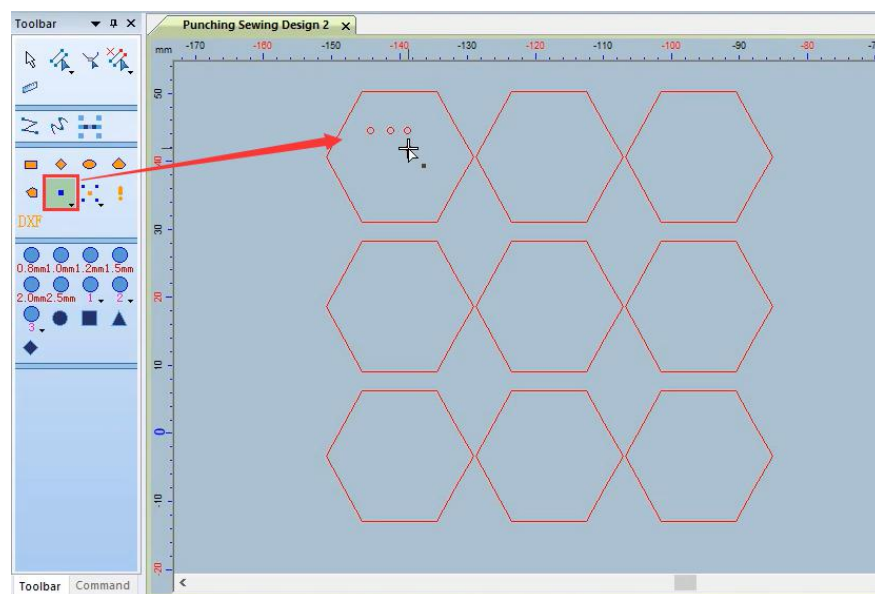 Toolbar
Punching Sewing Design 2
mm -170 -160 -150 -140 -130 -120 -110 -100 -90 -80 -7
50
40
30
20
10
0
-10
-20
DXF
0.8mm 1.0mm 1.2mm 1.5mm
2.0mm 2.5mm 1 2
3
Toolbar Command